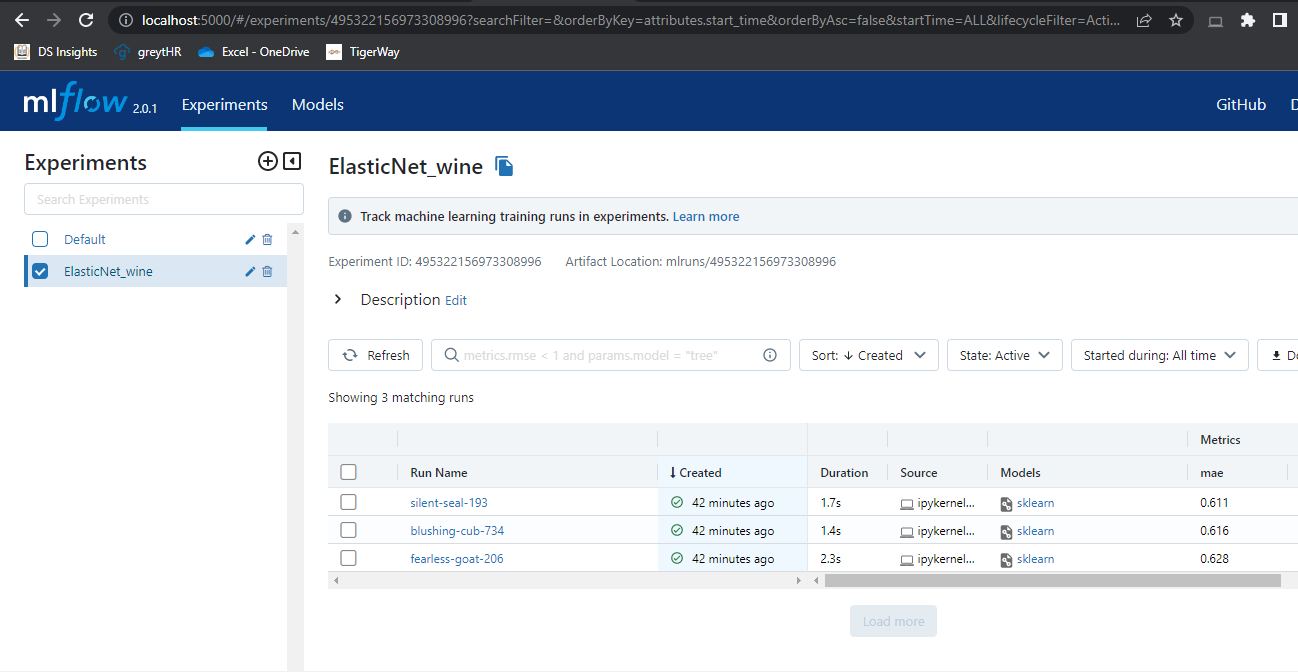 localhost:5000/#/experiments/495322156973308996?searchFilter=&orderByKey=attributes.start_time&orderByAsc=false&startTime=ALL&lifecycleFilter=Acti...
DS Insights greytHR Excel - OneDrive TigerWay
mlflow 2.0.1 Experiments Models GitHub D
Experiments
Search Experiments
Default
ElasticNet_wine
ElasticNet_wine
Track machine learning training runs in experiments. Learn more
Experiment ID: 495322156973308996 Artifact Location: mlruns/495322156973308996
Description Edit
Refresh metrics.rmse < 1 and params.model = "tree" Sort: ↓ Created State: Active Started during: All time Do
Showing 3 matching runs
Metrics
Run Name ↓ Created Duration Source Models mae
silent-seal-193 42 minutes ago 1.7s ipykernel... sklearn 0.611
blushing-cub-734 42 minutes ago 1.4s ipykernel... sklearn 0.616
fearless-goat-206 42 minutes ago 2.3s ipykernel... sklearn 0.628
Load more